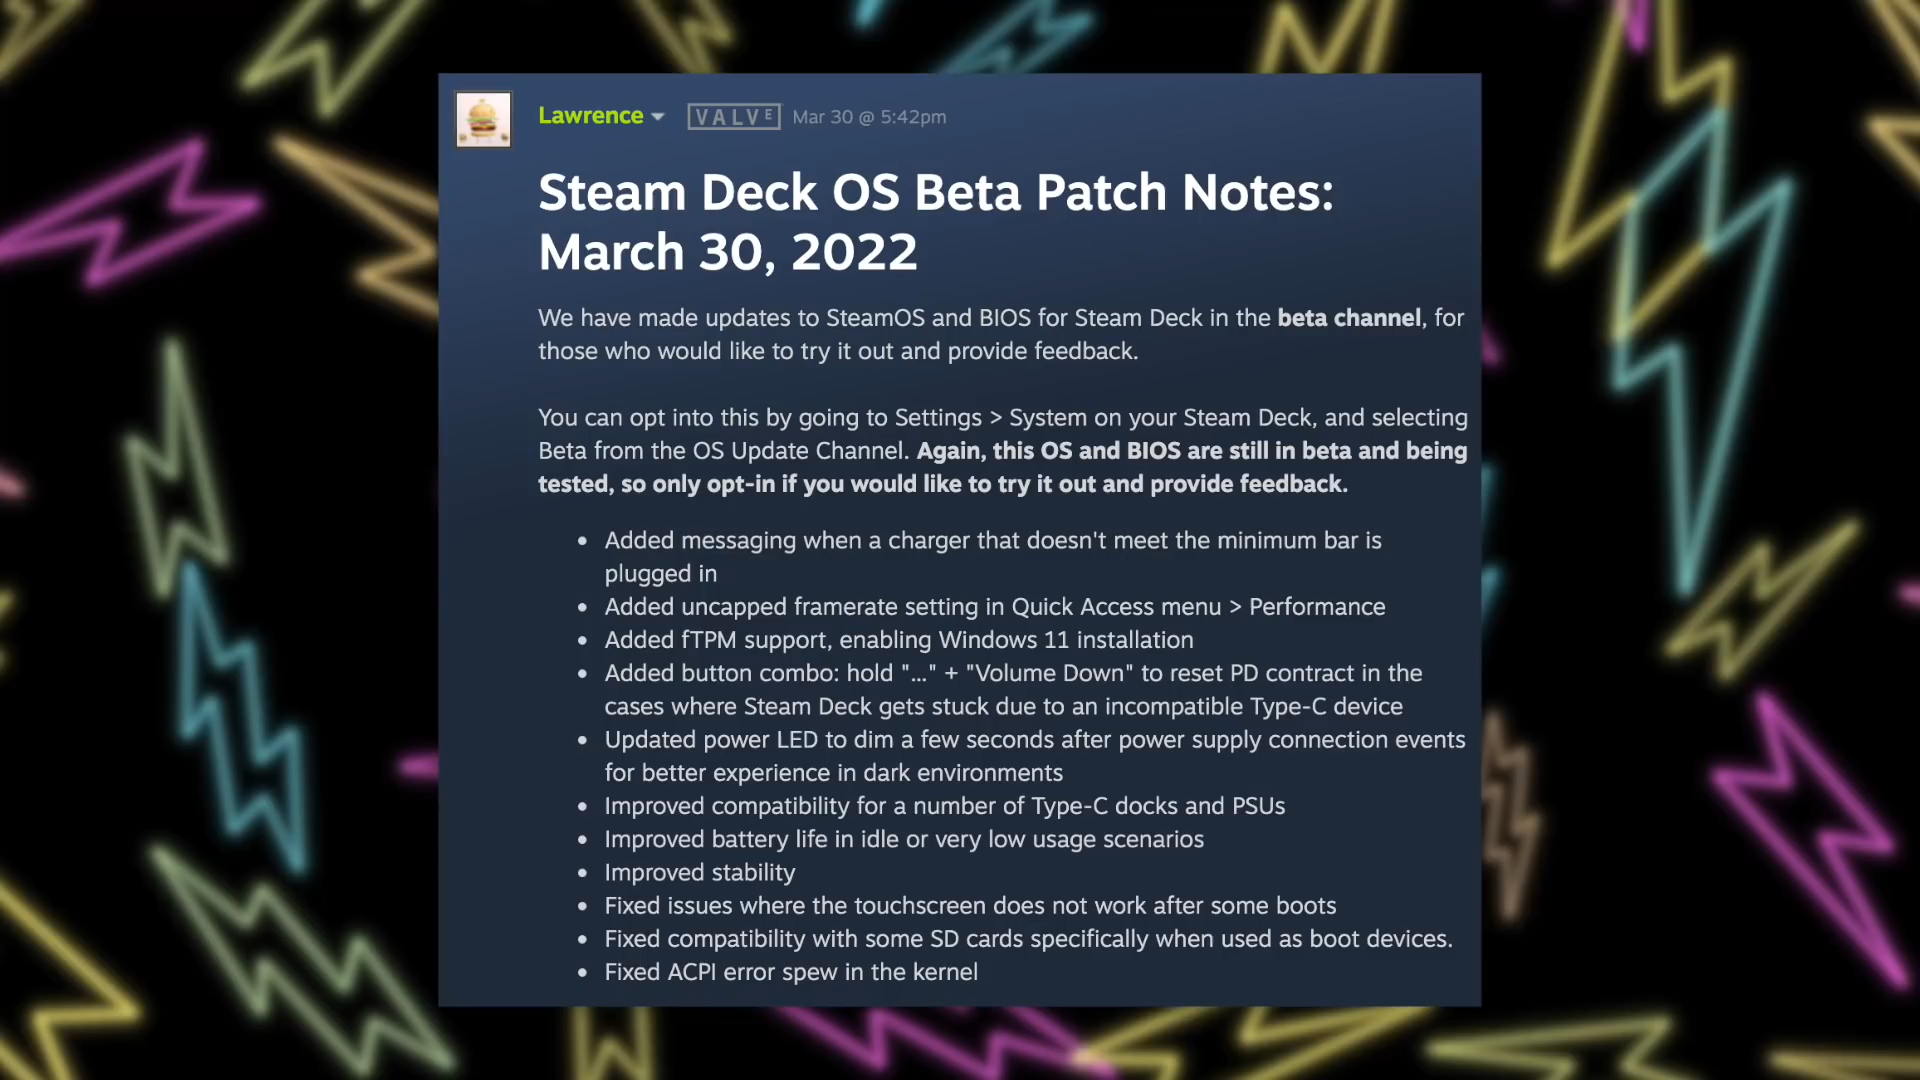 Lawrence VALVE Mar 30 @ 5:42pm
Steam Deck OS Beta Patch Notes:
March 30, 2022
We have made updates to SteamOS and BIOS for Steam Deck in the beta channel, for
those who would like to try it out and provide feedback.
You can opt into this by going to Settings > System on your Steam Deck, and selecting
Beta from the OS Update Channel. Again, this OS and BIOS are still in beta and being
tested, so only opt-in if you would like to try it out and provide feedback.
• Added messaging when a charger that doesn't meet the minimum bar is
plugged in
• Added uncapped framerate setting in Quick Access menu > Performance
• Added fTPM support, enabling Windows 11 installation
• Added button combo: hold "..." + "Volume Down" to reset PD contract in the
cases where Steam Deck gets stuck due to an incompatible Type-C device
• Updated power LED to dim a few seconds after power supply connection events
for better experience in dark environments
• Improved compatibility for a number of Type-C docks and PSUs
• Improved battery life in idle or very low usage scenarios
• Improved stability
• Fixed issues where the touchscreen does not work after some boots
• Fixed compatibility with some SD cards specifically when used as boot devices.
• Fixed ACPI error spew in the kernel